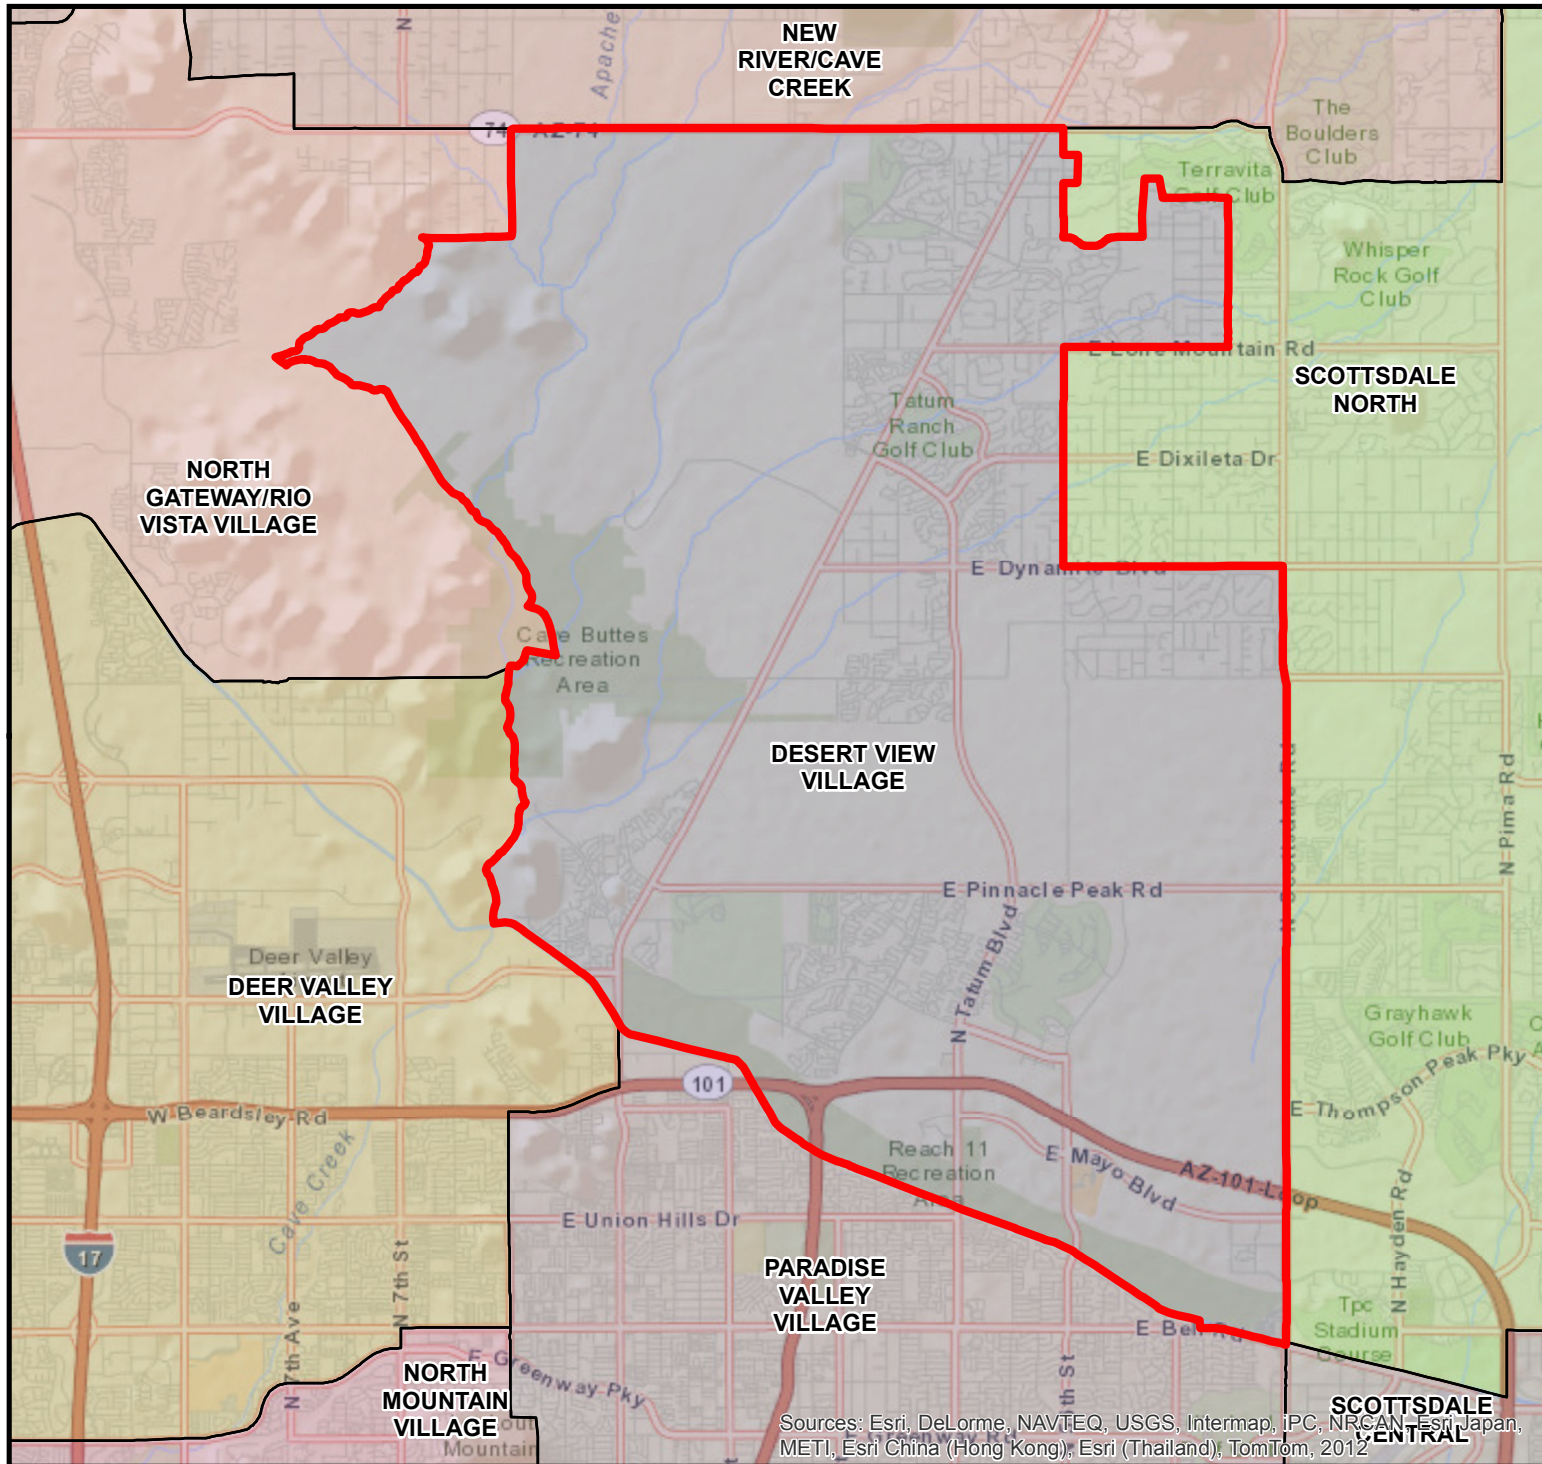 NEW
RIVER/CAVE
CREEK
N
Apache
74
AZ-74
The
Boulders
Club
Terravita
Golf Club
Whisper
Rock Golf
Club
E Lone Mountain Rd
SCOTTSDALE
NORTH
Tatum
Ranch
Golf Club
E Dixileta Dr
NORTH
GATEWAY/RIO
VISTA VILLAGE
E Dynamite Blvd
Cave Buttes
Recreation
Area
DESERT VIEW
VILLAGE
N Scottsdale Rd
N Pima Rd
E Pinnacle Peak Rd
N Tatum Blvd
Deer Valley
DEER VALLEY
VILLAGE
Grayhawk
Golf Club
E Thompson Peak Pky
101
W Beardsley Rd
Cave Creek
Reach 11
Recreation
Area
E Mayo Blvd
AZ-101-Loop
E Union Hills Dr
N Hayden Rd
17
N 7th St
N 7th Ave
PARADISE
VALLEY
VILLAGE
Tpc
Stadium
Course
E Bell Rd
NORTH
MOUNTAIN
VILLAGE
E Greenway Pky
Mountain
SCOTTSDALE
CENTRAL
E Greenway Rd
Sources: Esri, DeLorme, NAVTEQ, USGS, Intermap, iPC, NRCAN, Esri Japan,
METI, Esri China (Hong Kong), Esri (Thailand), TomTom, 2012